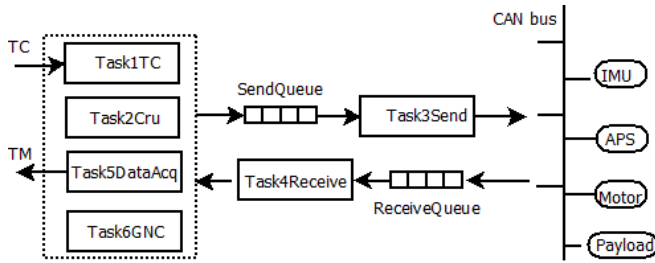 CAN bus
TC
Task1TC
IMU
SendQueue
Task2Cru
Task3Send
APS
TM
Task5DataAcq
Task4Receive
Motor
ReceiveQueue
Task6GNC
Payload